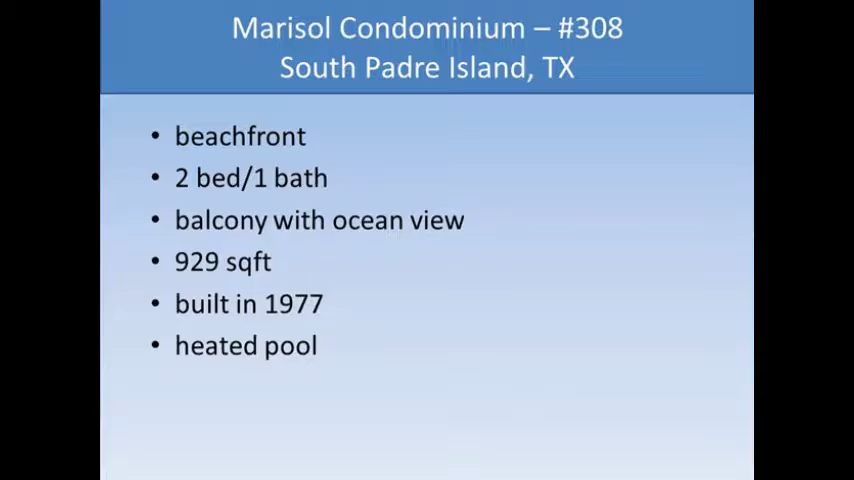 Marisol Condominium – #308
South Padre Island, TX
• beachfront
• 2 bed/1 bath
• balcony with ocean view
• 929 sqft
• built in 1977
• heated pool